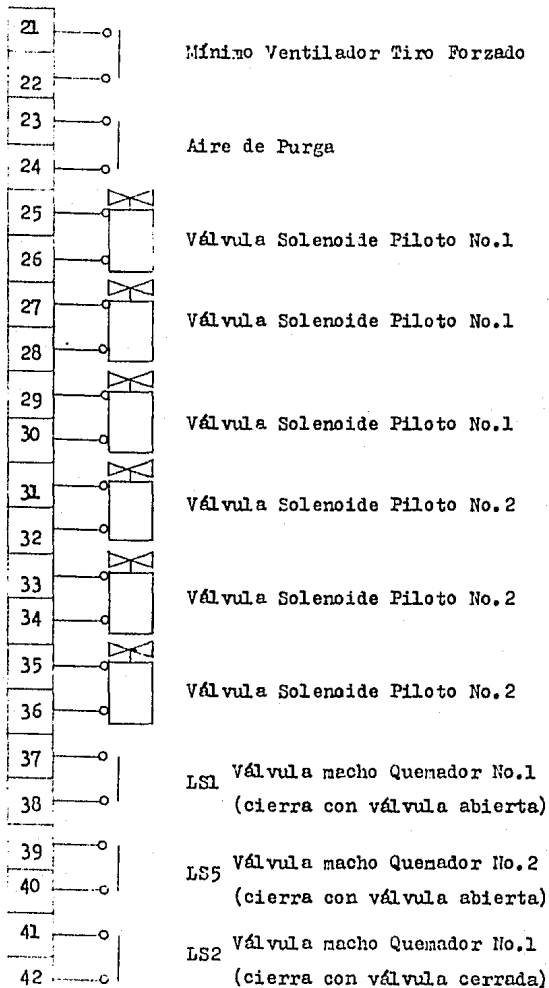 21
Mínimo Ventilador Tiro Forzado
22
23
Aire de Purga
24
25
Válvula Solenoide Piloto No.1
26
27
Válvula Solenoide Piloto No.1
28
29
Válvula Solenoide Piloto No.1
30
31
Válvula Solenoide Piloto No.2
32
33
Válvula Solenoide Piloto No.2
34
35
Válvula Solenoide Piloto No.2
36
37
LS1 Válvula macho Quemador No.1
38 (cierra con válvula abierta)
39
LS5 Válvula macho Quemador No.2
40 (cierra con válvula abierta)
41
LS2 Válvula macho Quemador No.1
42 (cierra con válvula cerrada)